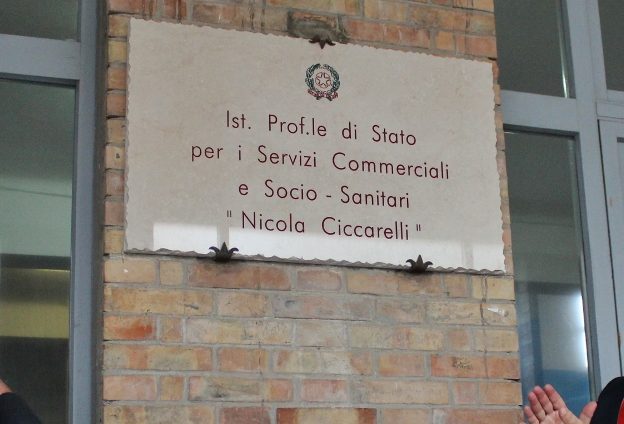 Ist. Prof.le di Stato
per i Servizi Commerciali
e Socio - Sanitari
" Nicola Ciccarelli "